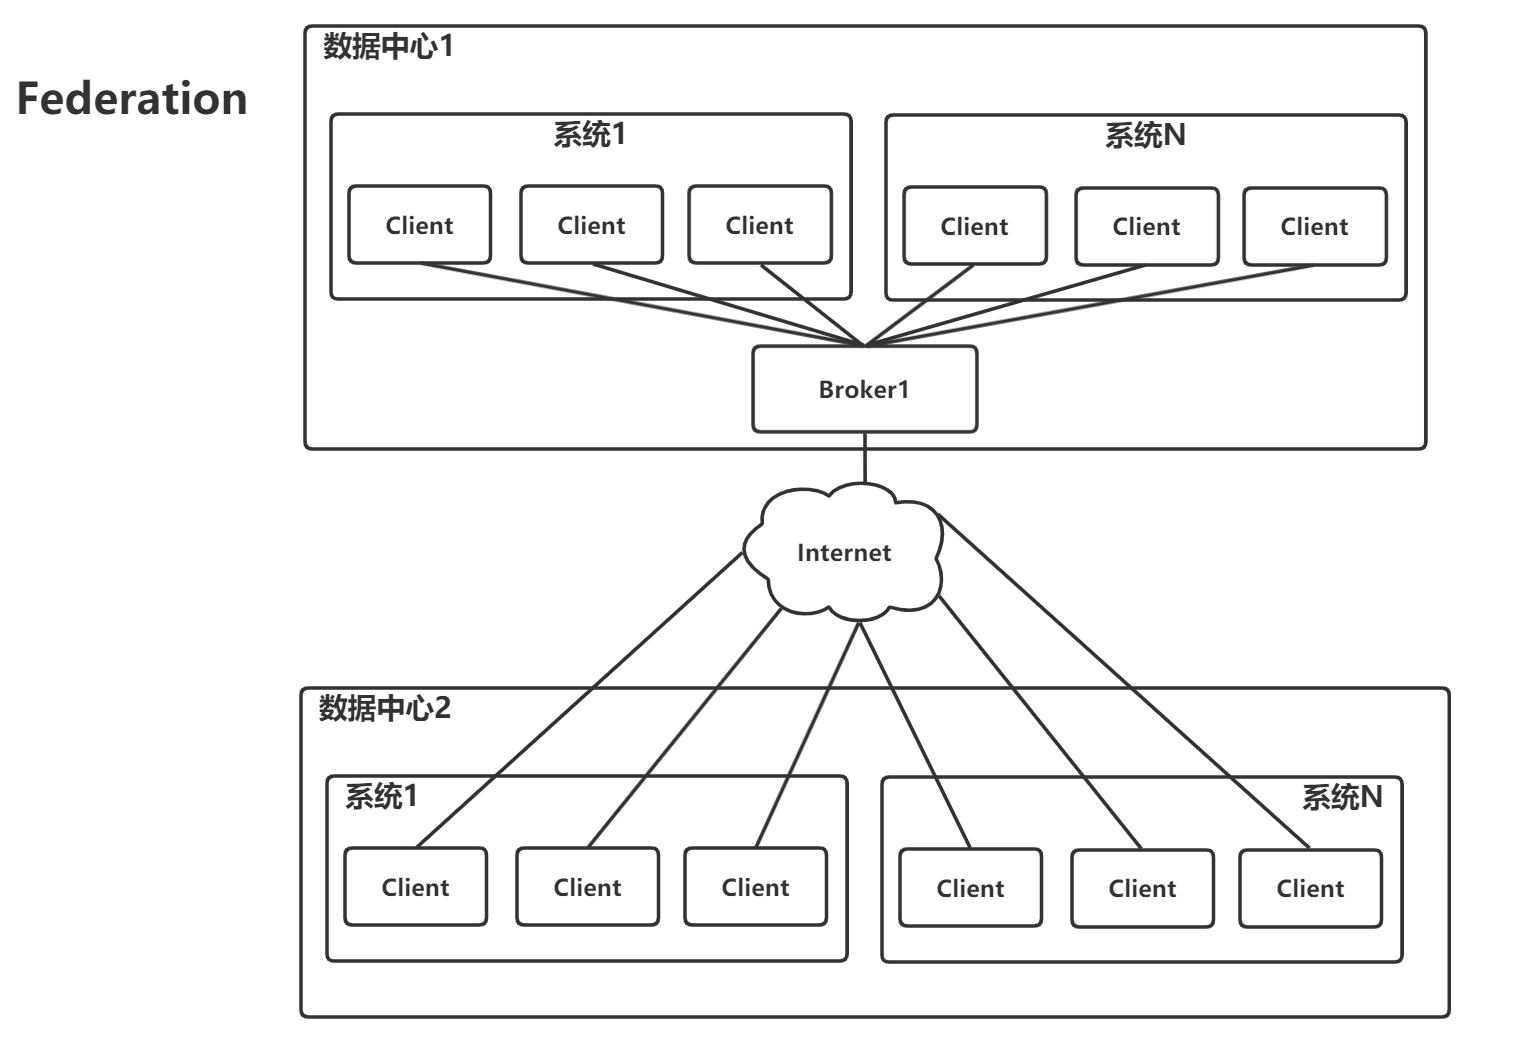 Federation
数据中心1
系统1
系统N
Client
Client
Client
Client
Client
Client
Broker1
Internet
数据中心2
系统1
系统N
Client
Client
Client
Client
Client
Client